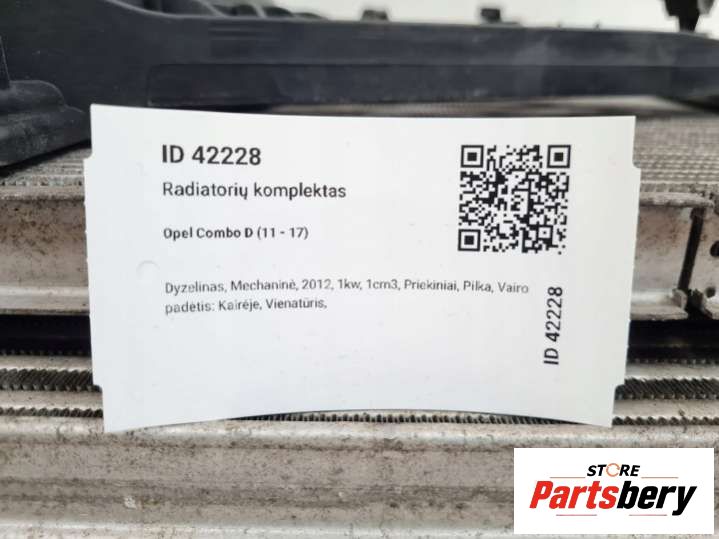 ID 42228
Radiatorių komplektas
Opel Combo D (11 - 17)
Dyzelinas, Mechaninė, 2012, 1kw, 1cm3, Priekiniai, Pilka, Vairo
padėtis: Kairėje, Vienatūris,
ID 42228
STORE
Partsbery